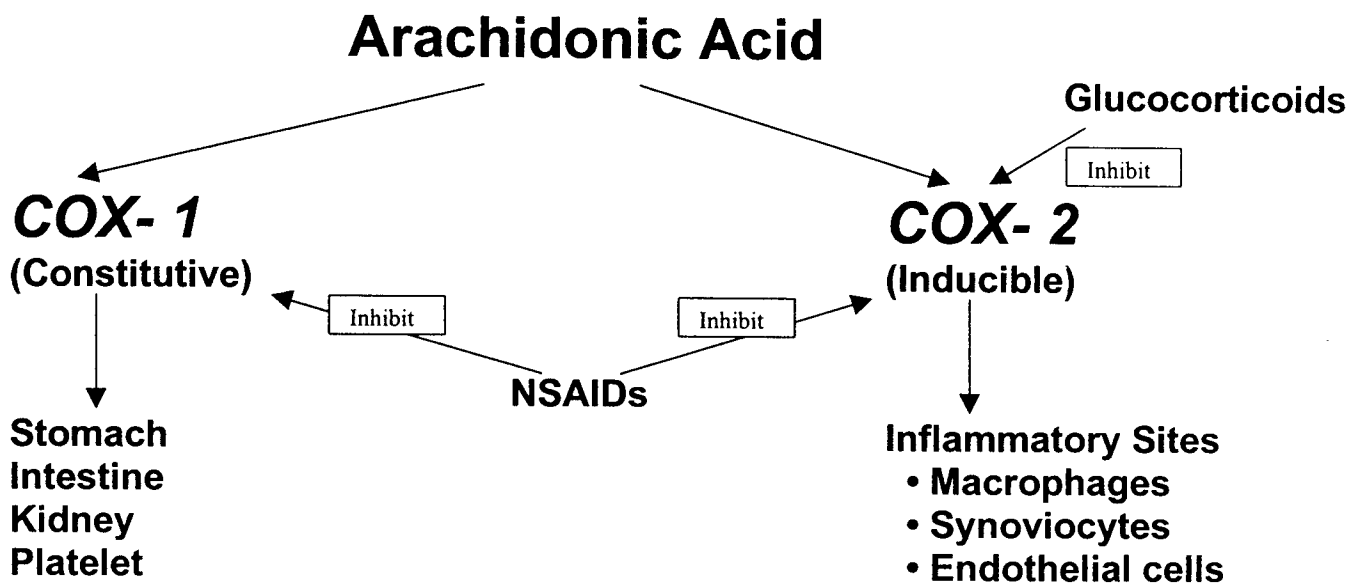 Arachidonic Acid
Glucocorticoids
Inhibit
COX- 1
(Constitutive)
COX- 2
(Inducible)
Inhibit
Inhibit
NSAIDs
Stomach
Intestine
Kidney
Platelet
Inflammatory Sites
• Macrophages
• Synoviocytes
• Endothelial cells